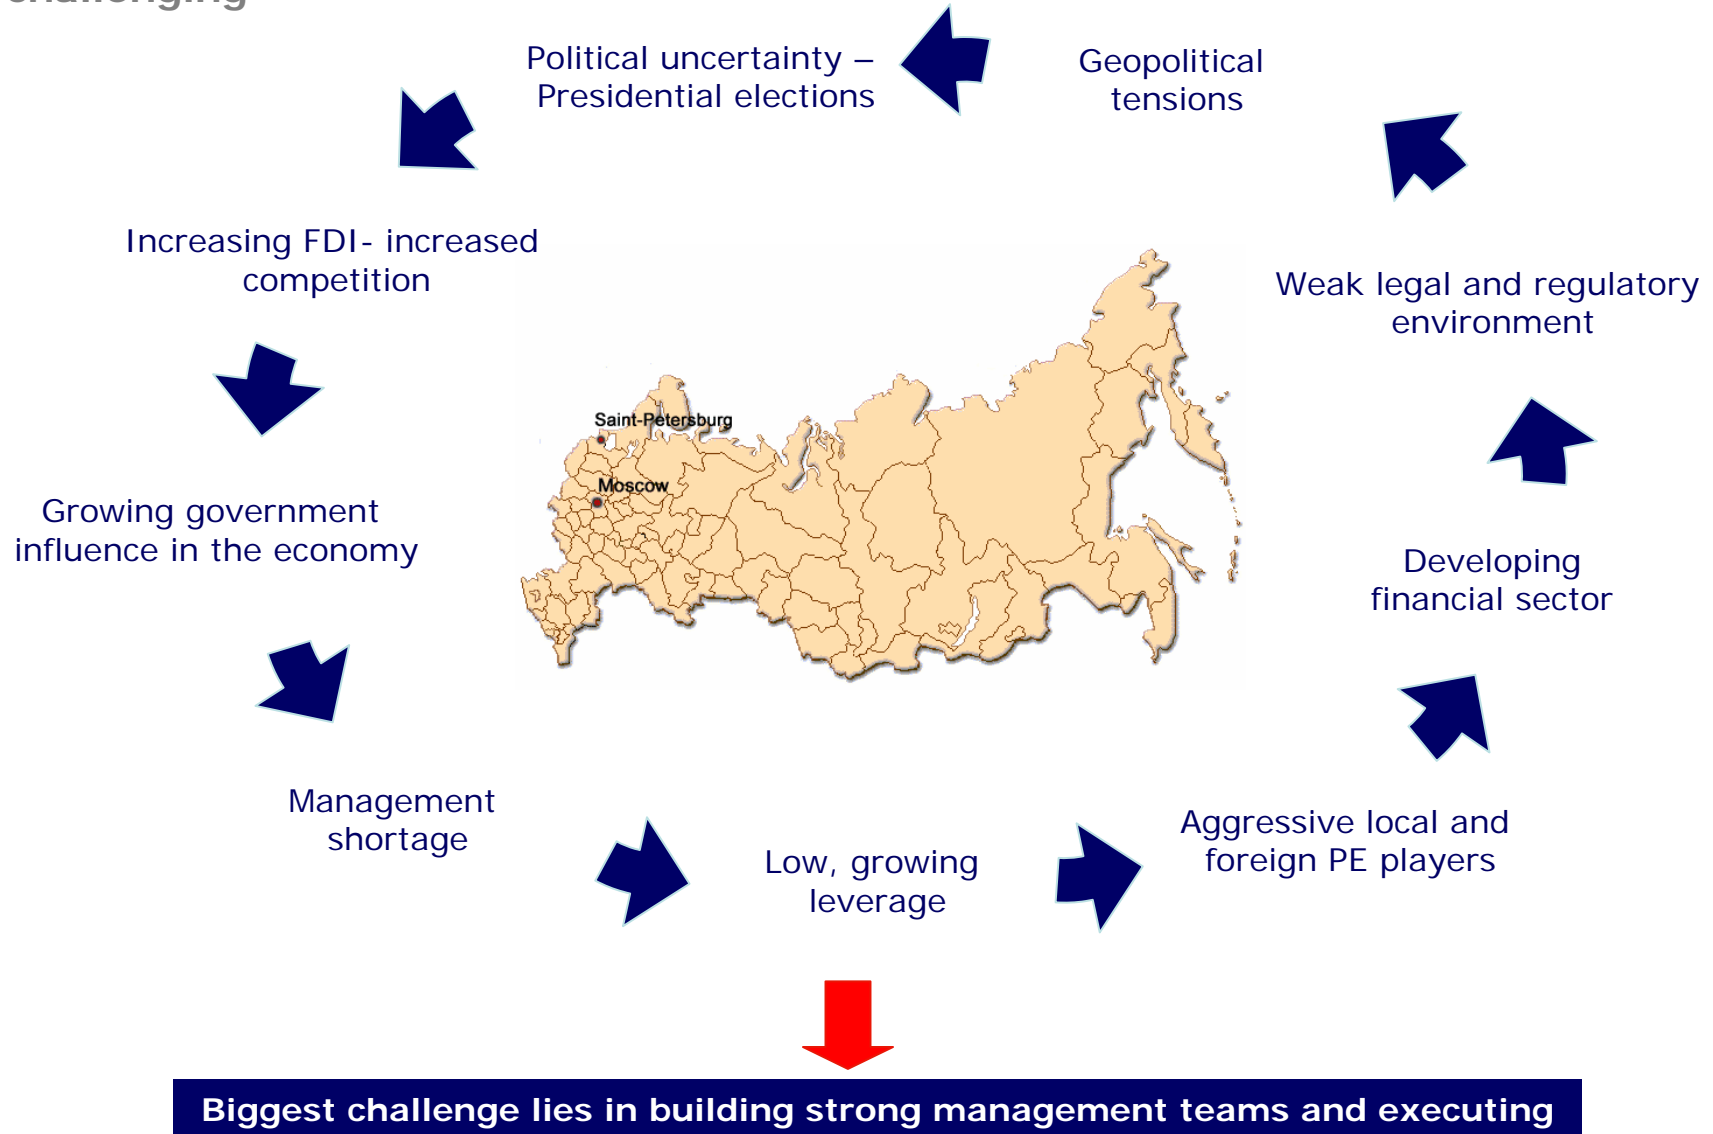 challenging
Political uncertainty –
Presidential elections
Geopolitical
tensions
Increasing FDI- increased
competition
Weak legal and regulatory
environment
Saint-Petersburg
Moscow
Growing government
influence in the economy
Developing
financial sector
Management
shortage
Low, growing
leverage
Aggressive local and
foreign PE players
Biggest challenge lies in building strong management teams and executing